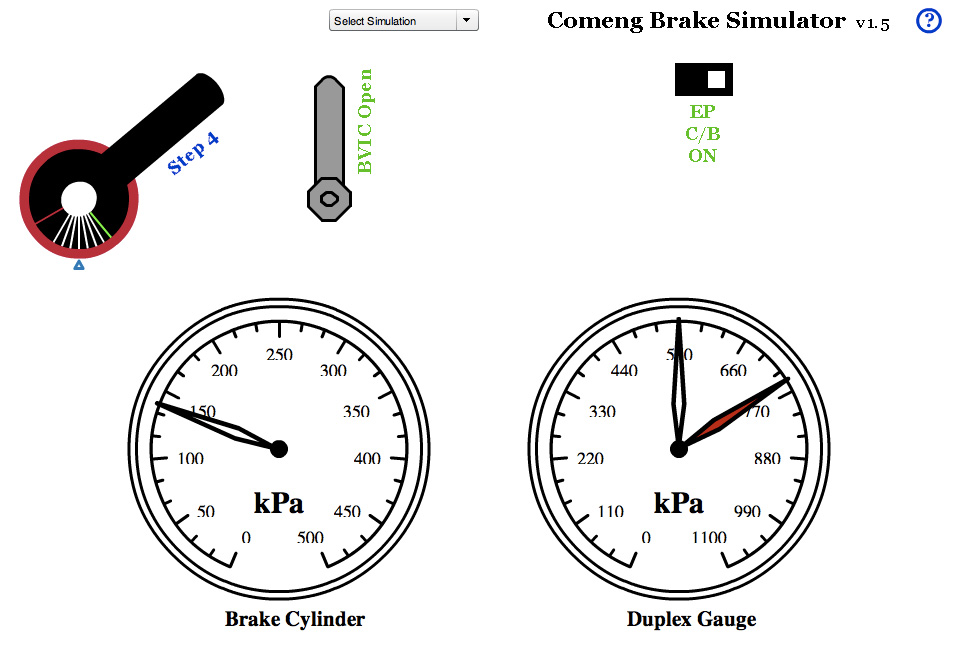 Select Simulation
Comeng Brake Simulator v1.5
?
Step 4
BVIC Open
EP
C/B
ON
0
50
100
150
200
250
300
350
400
450
500
kPa
Brake Cylinder
0
110
220
330
440
550
660
770
880
990
1100
kPa
Duplex Gauge